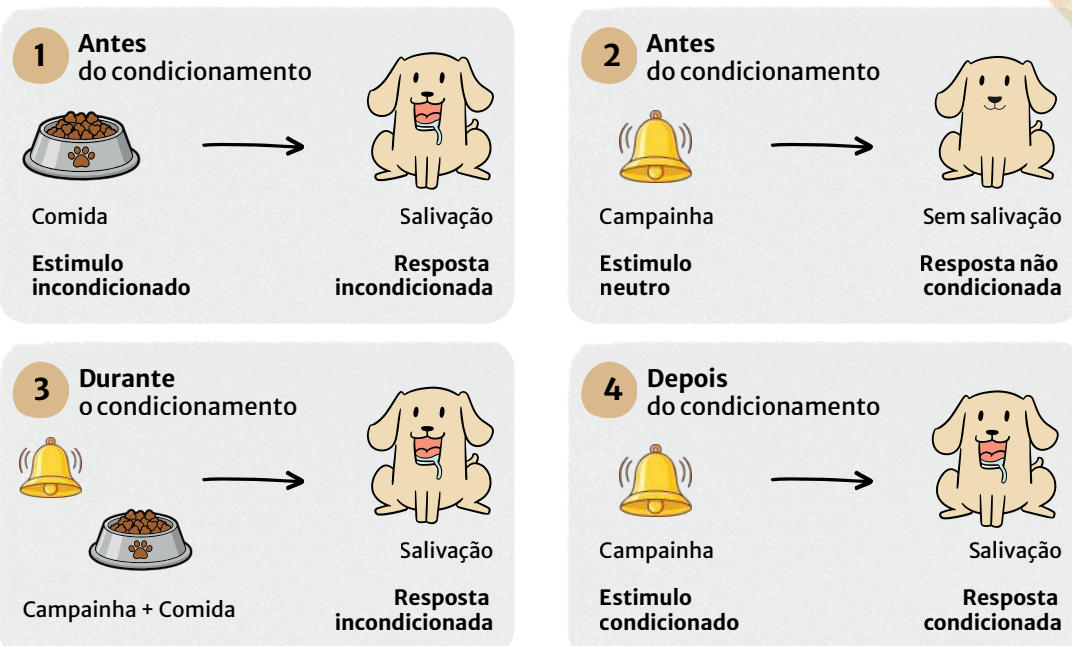 1
Antes
do condicionamento
Comida
Salivação
Estimulo
incondicionado
Resposta
incondicionada
2
Antes
do condicionamento
Campainha
Sem salivação
Estimulo
neutro
Resposta não
condicionada
3
Durante
o condicionamento
Salivação
Campainha + Comida
Resposta
incondicionada
4
Depois
do condicionamento
Campainha
Salivação
Estimulo
condicionado
Resposta
condicionada